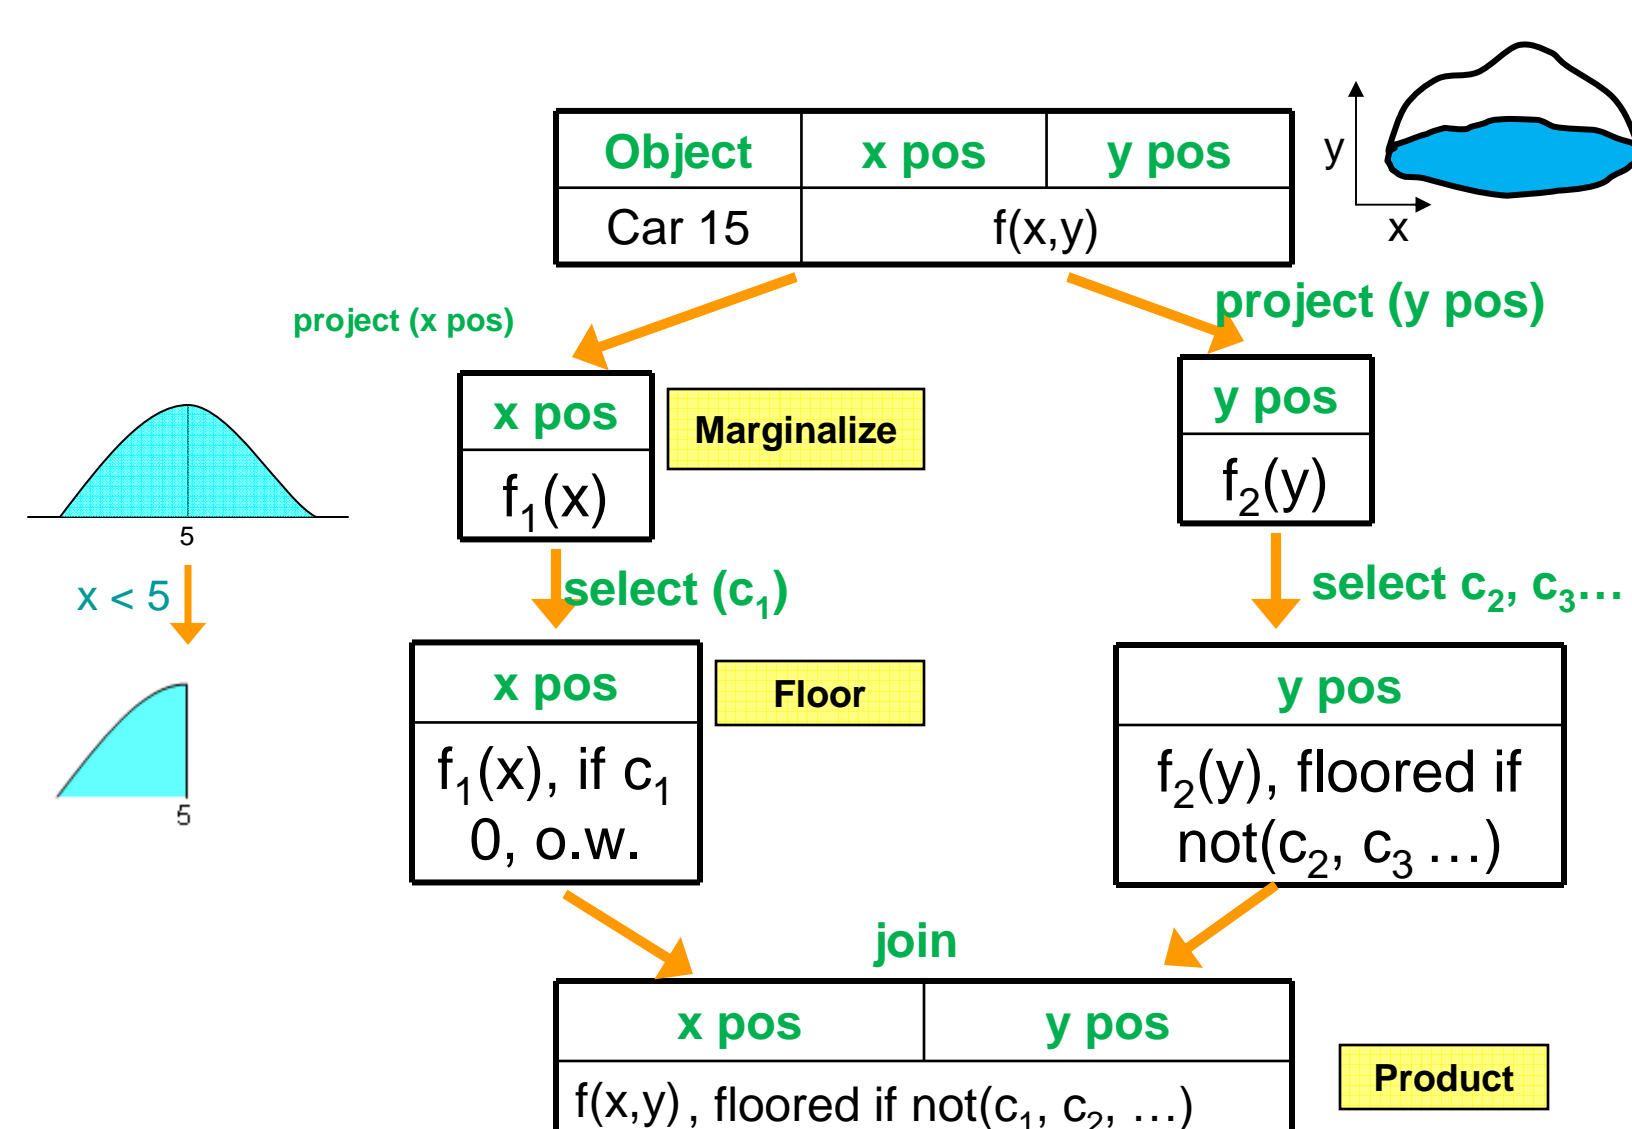 Object x pos y pos
Car 15 f(x,y)
y
x
project (x pos)
project (y pos)
x pos
f₁(x)
Marginalize
y pos
f₂(y)
5
x < 5
5
select (c₁)
select c₂, c₃…
x pos
f₁(x), if c₁
0, o.w.
Floor
y pos
f₂(y), floored if
not(c₂, c₃ …)
join
x pos y pos
f(x,y) , floored if not(c₁, c₂, …)
Product